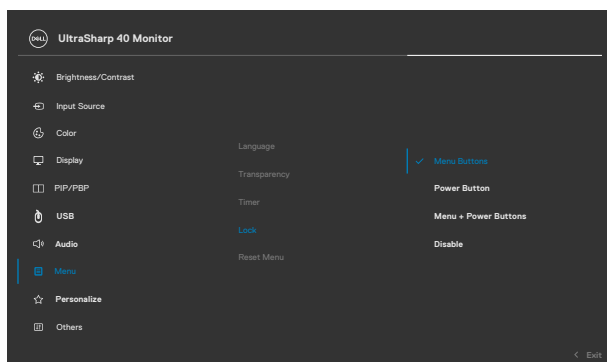 DELL
UltraSharp 40 Monitor
Brightness/Contrast
Input Source
Color
Display
PIP/PBP
USB
Audio
Menu
Personalize
Others
Language
Transparency
Timer
Lock
Reset Menu
Menu Buttons
Power Button
Menu + Power Buttons
Disable
Exit